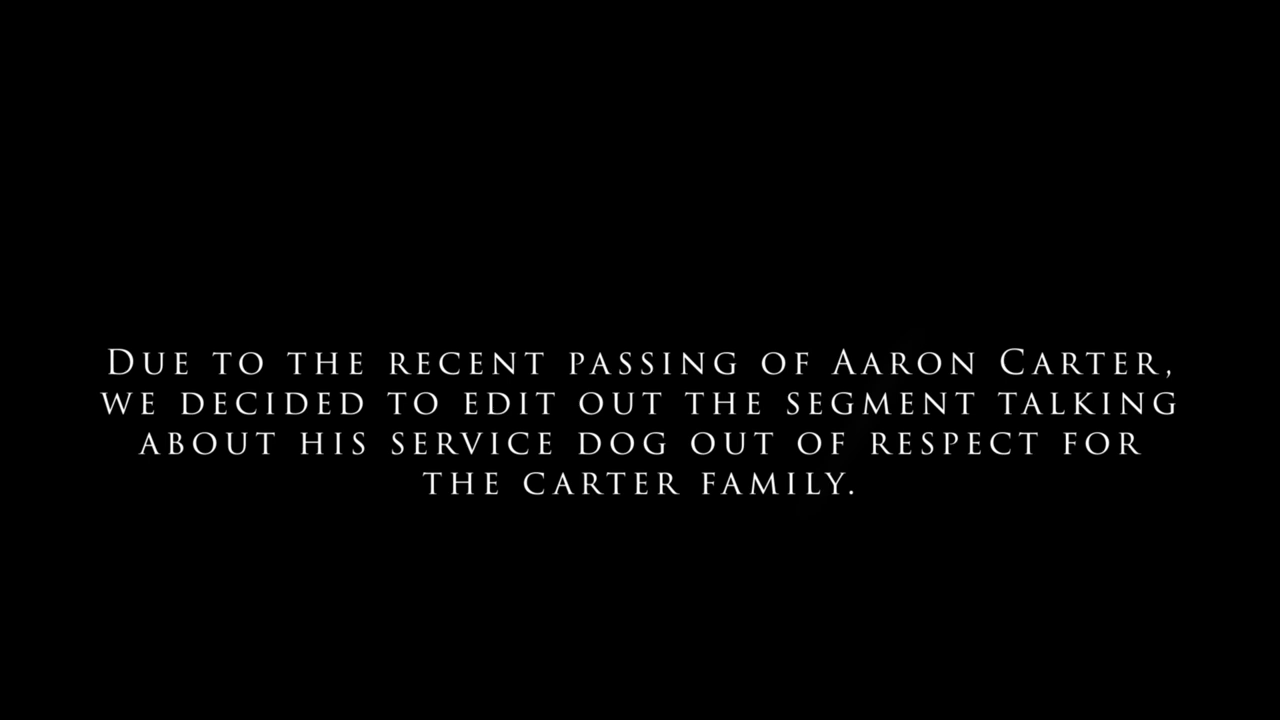 Due to the recent passing of Aaron Carter,
we decided to edit out the segment talking
about his service dog out of respect for
the Carter family.